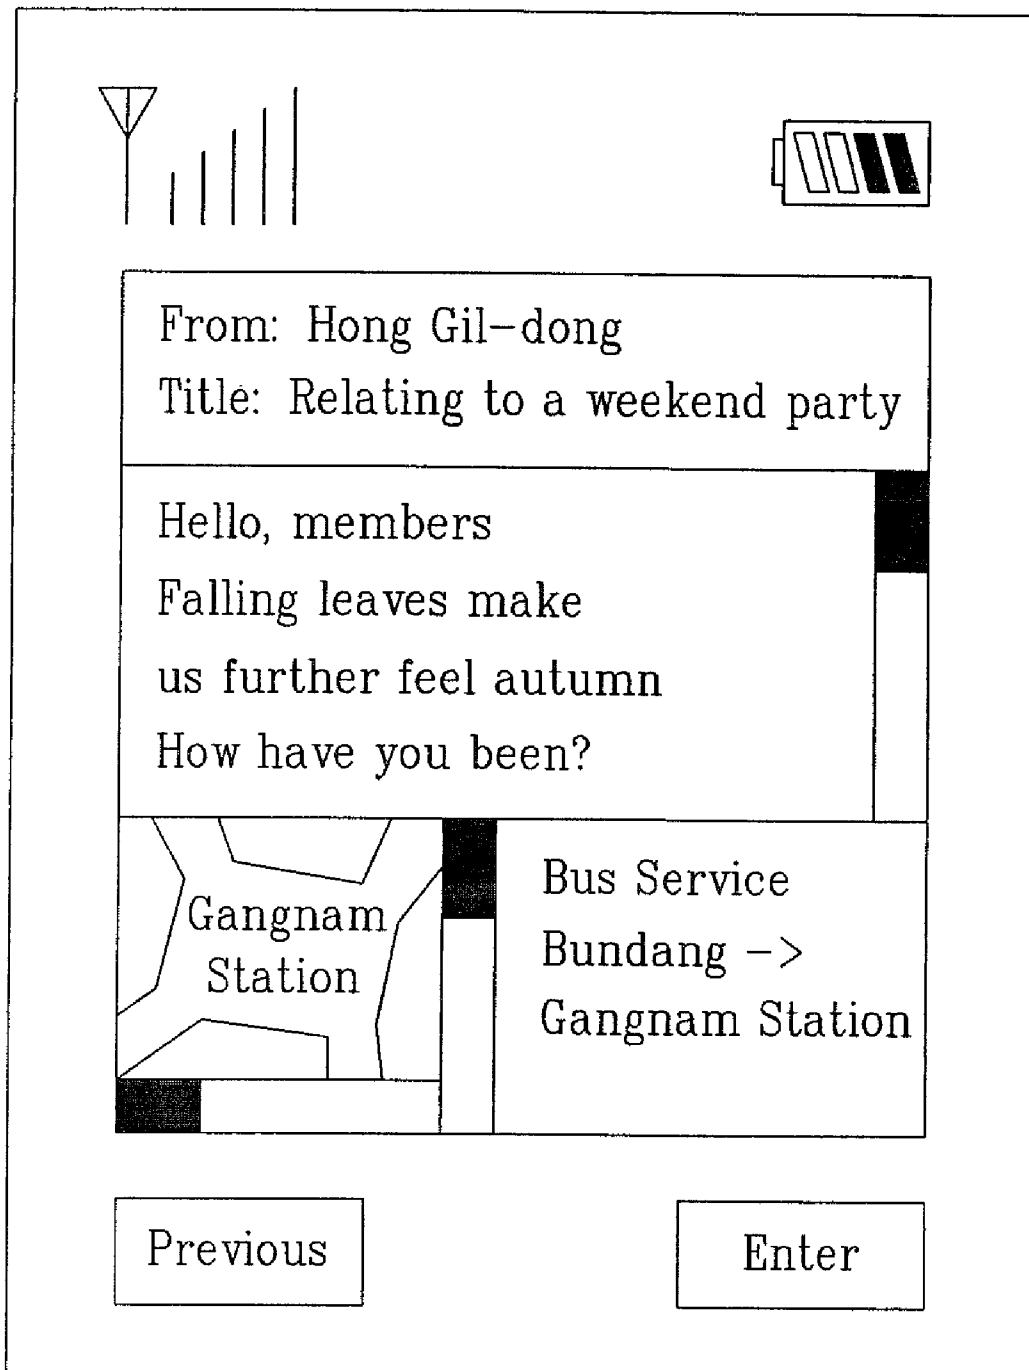 From: Hong Gil-dong
Title: Relating to a weekend party
Hello, members
Falling leaves make
us further feel autumn
How have you been?
Gangnam
Station
Bus Service
Bundang ->
Gangnam Station
Previous
Enter